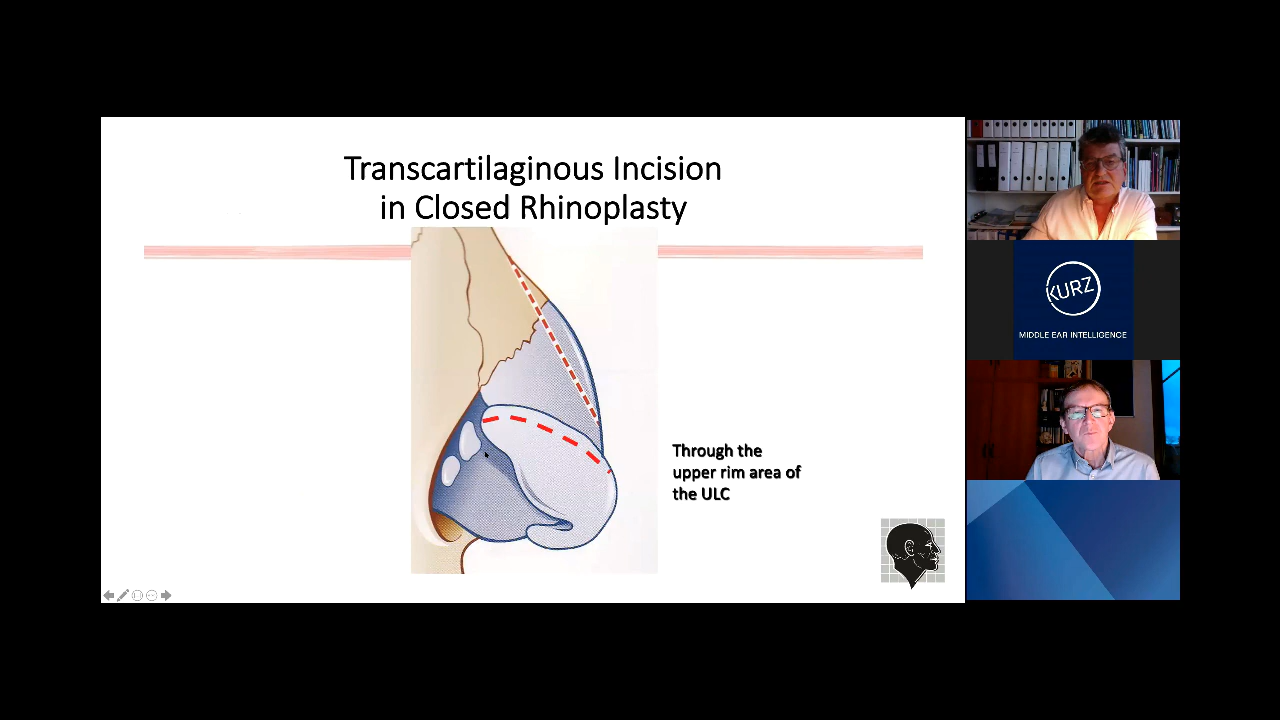 Transcartilaginous Incision
in Closed Rhinoplasty
Through the
upper rim area of
the ULC
KURZ
MIDDLE EAR INTELLIGENCE